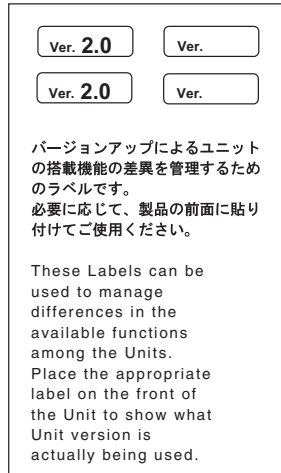 Ver. 2.0 Ver.
Ver. 2.0 Ver.
バージョンアップによるユニット
の搭載機能の差異を管理するため
のラベルです。
必要に応じて、製品の前面に貼り
付けてご使用ください。
These Labels can be
used to manage
differences in the
available functions
among the Units.
Place the appropriate
label on the front of
the Unit to show what
Unit version is
actually being used.